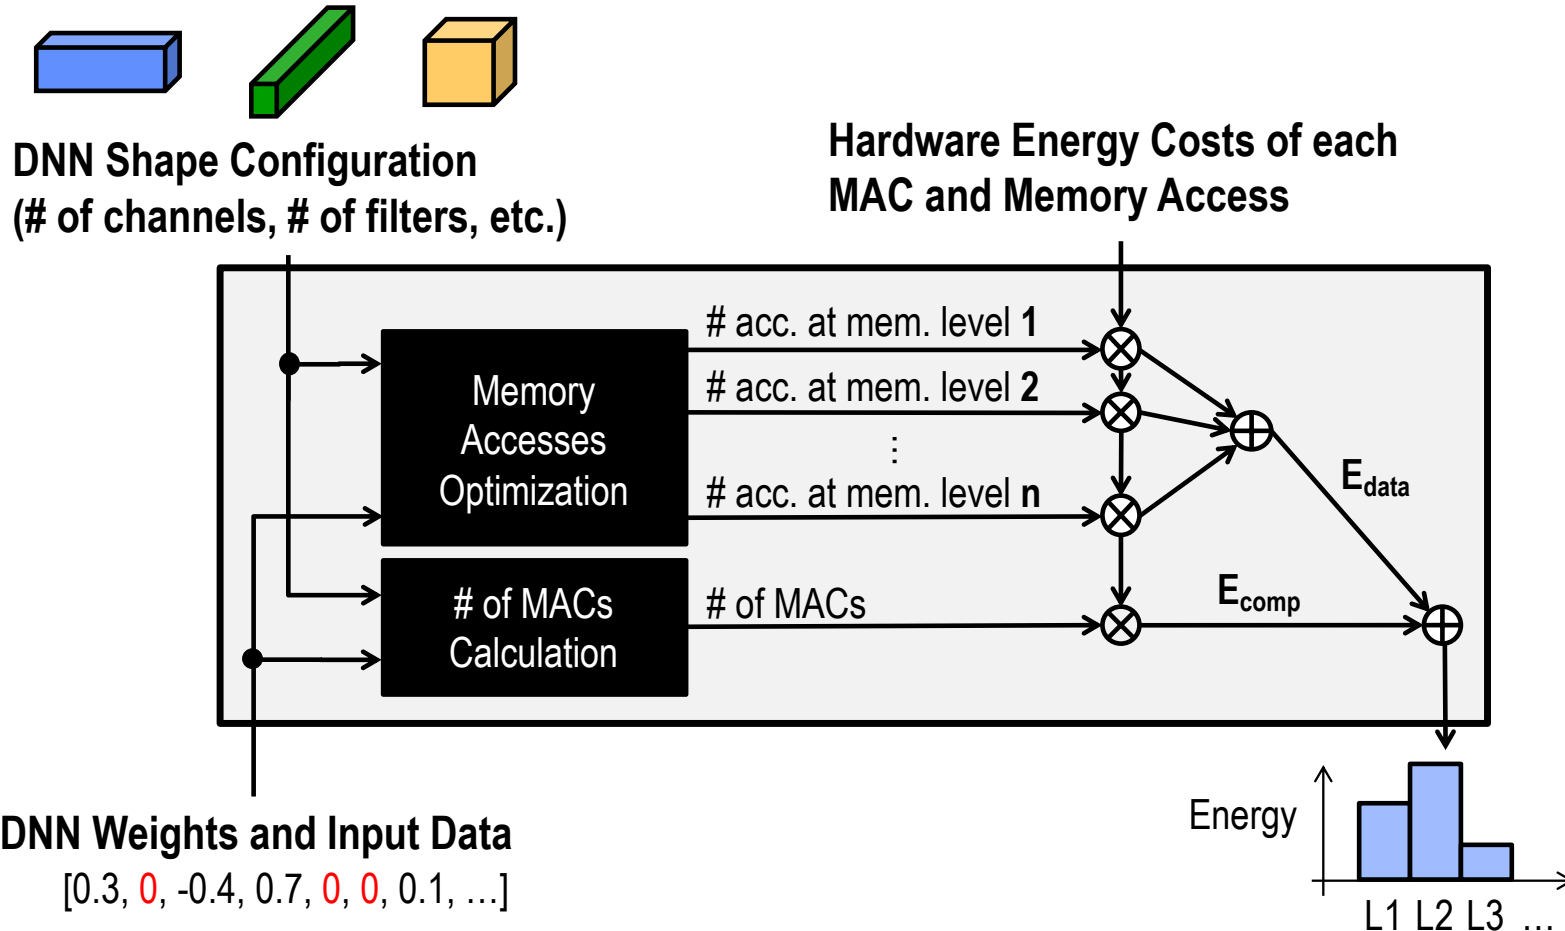 DNN Shape Configuration
(# of channels, # of filters, etc.)
Hardware Energy Costs of each
MAC and Memory Access
Memory
Accesses
Optimization
# acc. at mem. level 1
# acc. at mem. level 2
⋮
# acc. at mem. level n
E_data
# of MACs
Calculation
# of MACs
E_comp
DNN Weights and Input Data
[0.3, 0, -0.4, 0.7, 0, 0, 0.1, …]
Energy
L1 L2 L3 …